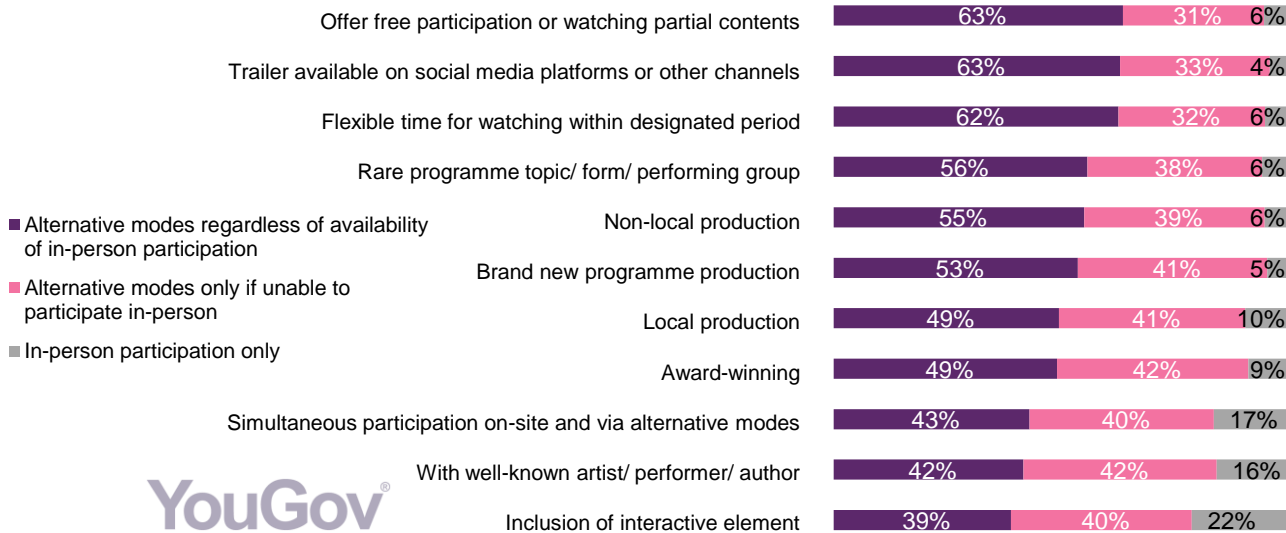 Offer free participation or watching partial contents 63% 31% 6%
Trailer available on social media platforms or other channels 63% 33% 4%
Flexible time for watching within designated period 62% 32% 6%
Rare programme topic/ form/ performing group 56% 38% 6%
Non-local production 55% 39% 6%
Brand new programme production 53% 41% 5%
Local production 49% 41% 10%
Award-winning 49% 42% 9%
Simultaneous participation on-site and via alternative modes 43% 40% 17%
With well-known artist/ performer/ author 42% 42% 16%
Inclusion of interactive element 39% 40% 22%
Alternative modes regardless of availability
of in-person participation
Alternative modes only if unable to
participate in-person
In-person participation only
YouGov®